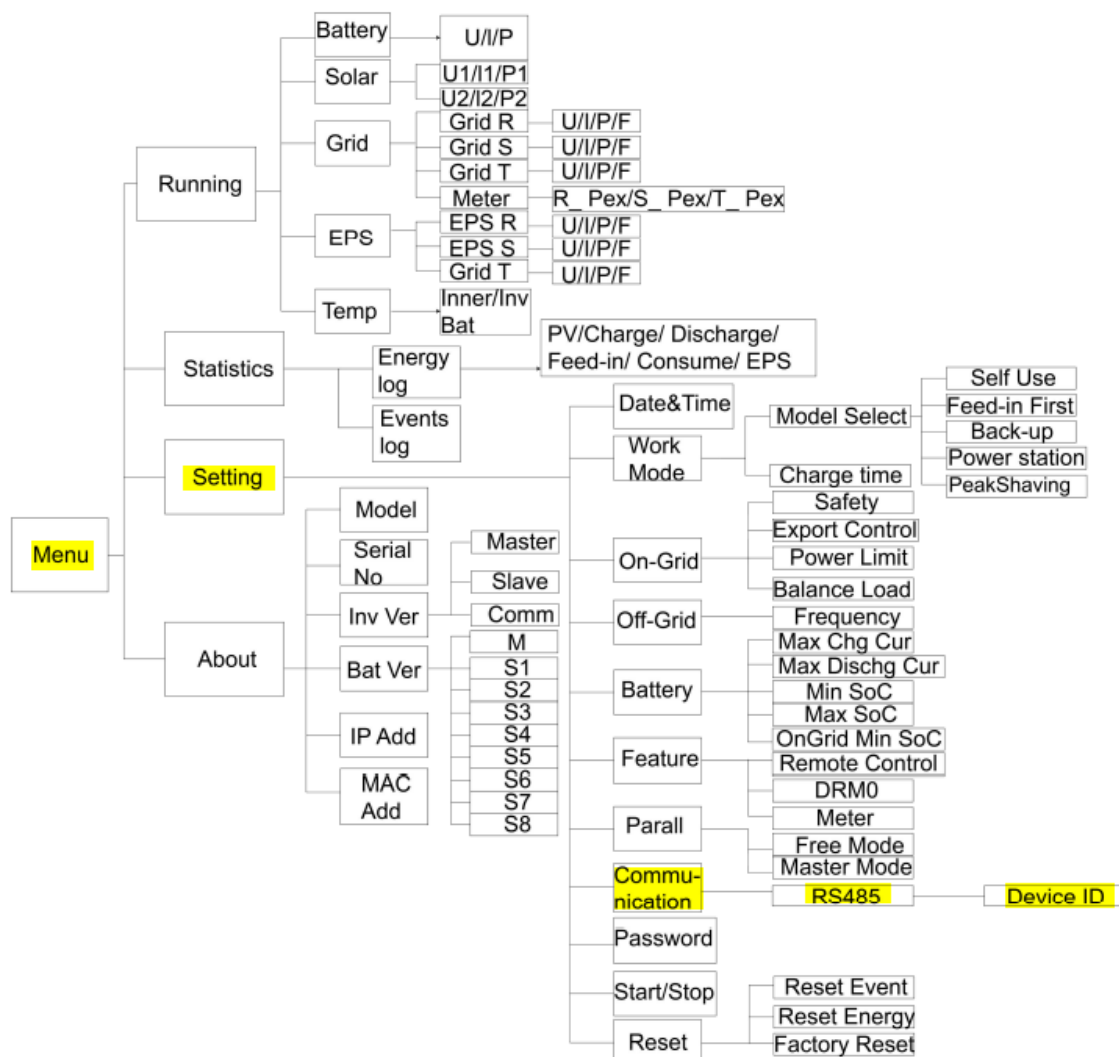 Menu
Running
Battery
U/I/P
Solar
U1/I1/P1
U2/I2/P2
Grid
Grid R
U/I/P/F
Grid S
U/I/P/F
Grid T
U/I/P/F
Meter
R_ Pex/S_ Pex/T_ Pex
EPS
EPS R
U/I/P/F
EPS S
U/I/P/F
Grid T
U/I/P/F
Temp
Inner/Inv
Bat
Statistics
Energy
log
PV/Charge/ Discharge/
Feed-in/ Consume/ EPS
Events
log
Setting
Date&Time
Work
Mode
Model Select
Self Use
Feed-in First
Back-up
Power station
PeakShaving
Charge time
On-Grid
Safety
Export Control
Power Limit
Balance Load
Off-Grid
Frequency
Battery
Max Chg Cur
Max Dischg Cur
Min SoC
Max SoC
OnGrid Min SoC
Feature
Remote Control
DRM0
Meter
Parall
Free Mode
Master Mode
Commu-
nication
RS485
Device ID
Password
Start/Stop
Reset
Reset Event
Reset Energy
Factory Reset
About
Model
Serial
No
Inv Ver
Master
Slave
Comm
Bat Ver
M
S1
S2
S3
S4
S5
S6
S7
S8
IP Add
MAC
Add